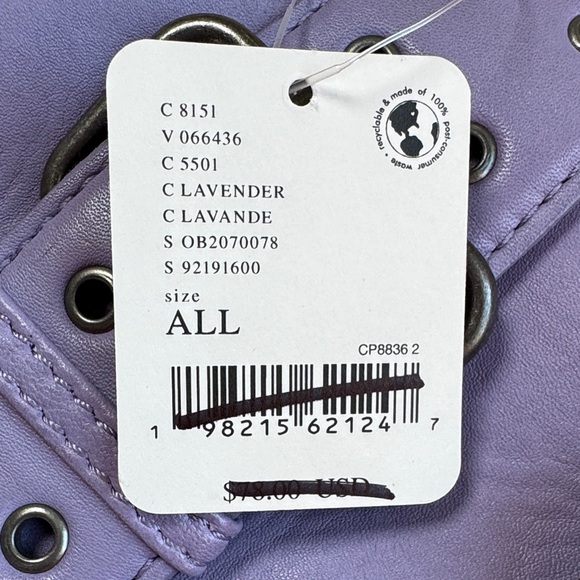 C 8151
V 066436
C 5501
C LAVENDER
C LAVANDE
S OB2070078
S 92191600
size
ALL
recyclable & made of 100% post-consumer waste •
CP8836 2
1 98215 62124 7
$78.00 USD